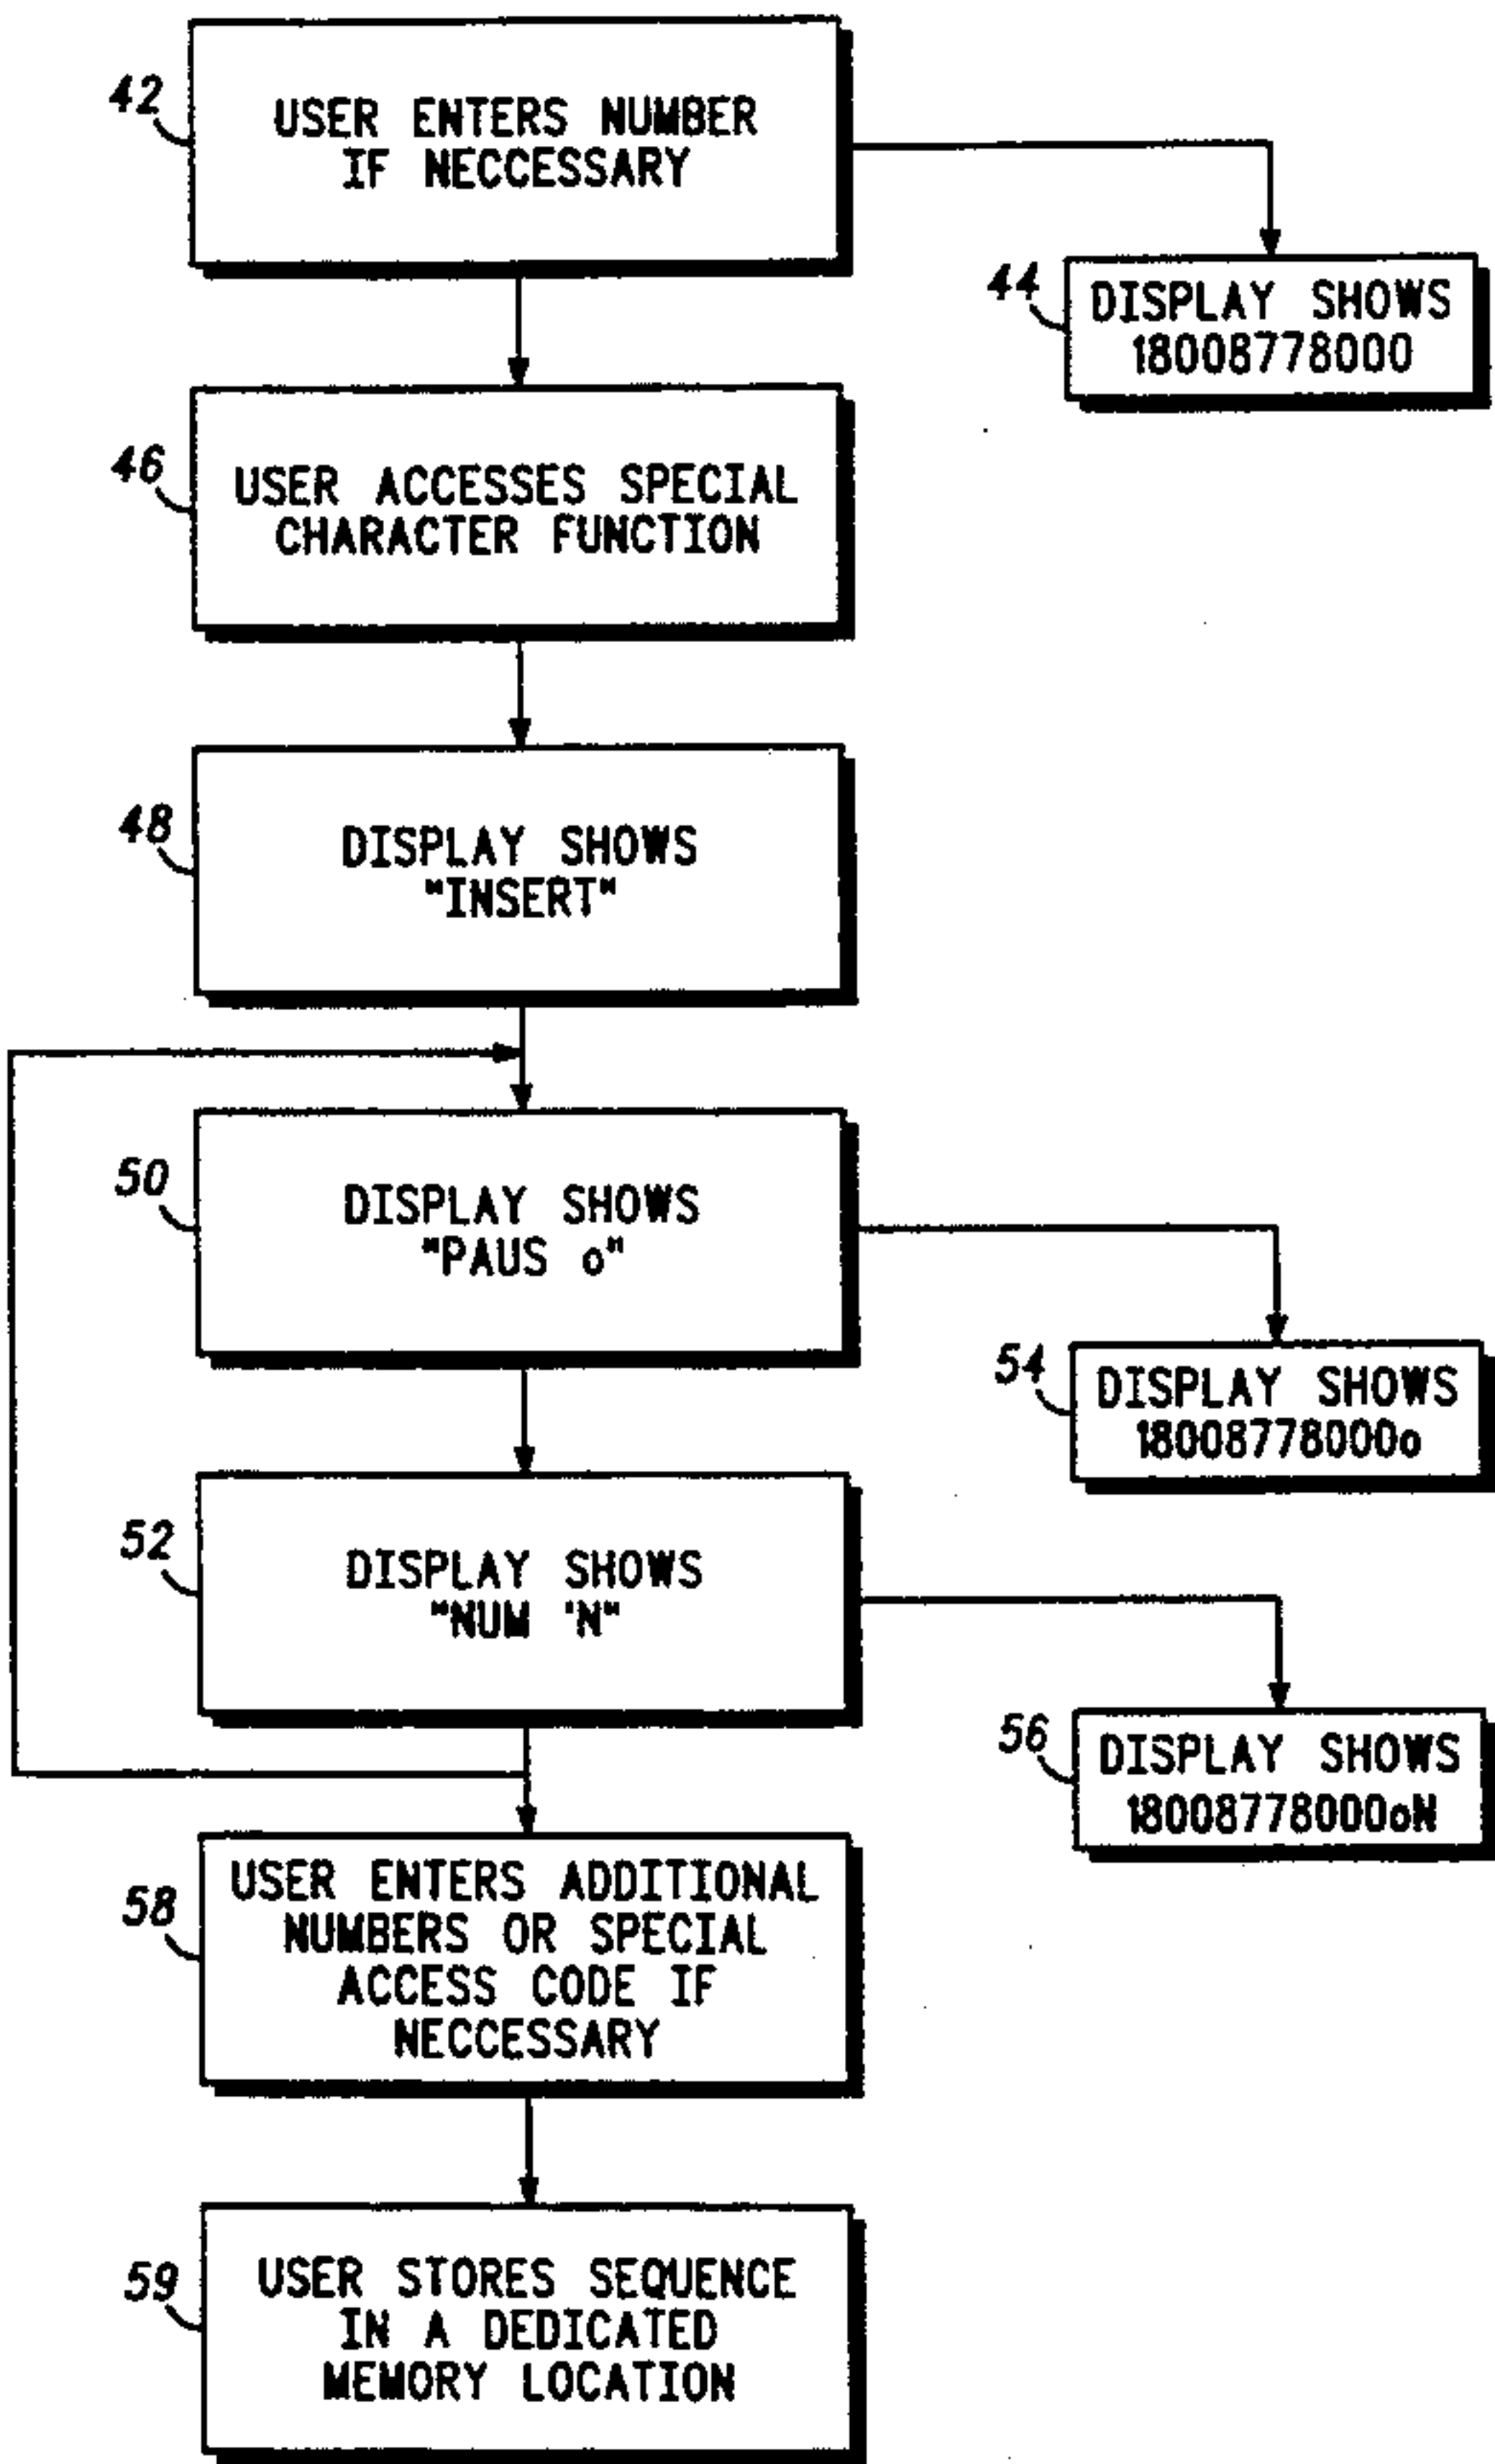 42
USER ENTERS NUMBER
IF NECCESSARY
44
DISPLAY SHOWS
18008778000
46
USER ACCESSES SPECIAL
CHARACTER FUNCTION
48
DISPLAY SHOWS
"INSERT"
50
DISPLAY SHOWS
"PAUS o"
54
DISPLAY SHOWS
18008778000o
52
DISPLAY SHOWS
"NUM 'N"
56
DISPLAY SHOWS
18008778000oN
58
USER ENTERS ADDITIONAL
NUMBERS OR SPECIAL
ACCESS CODE IF
NECCESSARY
59
USER STORES SEQUENCE
IN A DEDICATED
MEMORY LOCATION